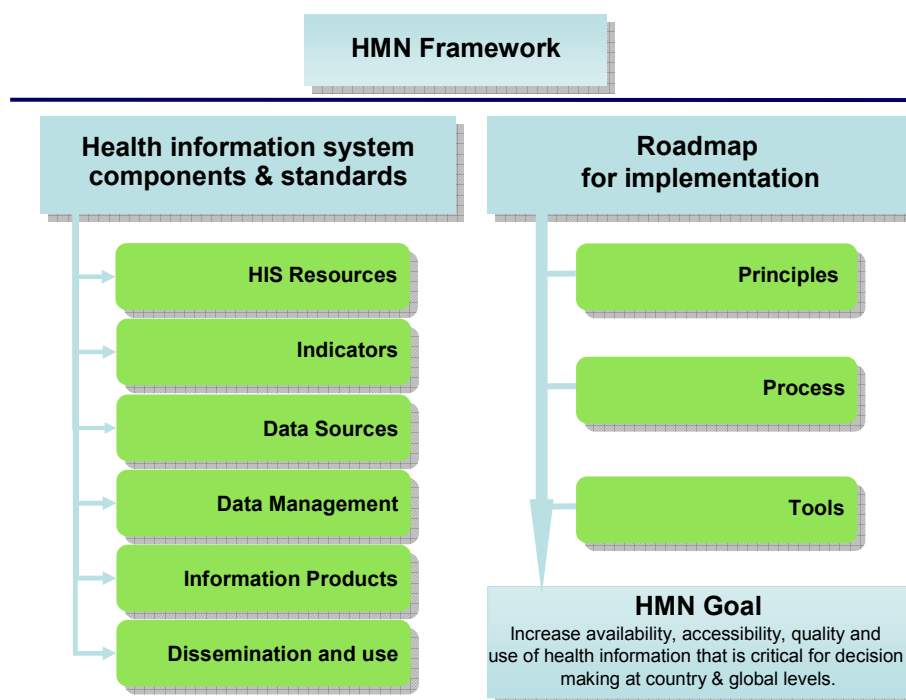 HMN Framework
Health information system
components & standards
HIS Resources
Indicators
Data Sources
Data Management
Information Products
Dissemination and use
Roadmap
for implementation
Principles
Process
Tools
HMN Goal
Increase availability, accessibility, quality and
use of health information that is critical for decision
making at country & global levels.